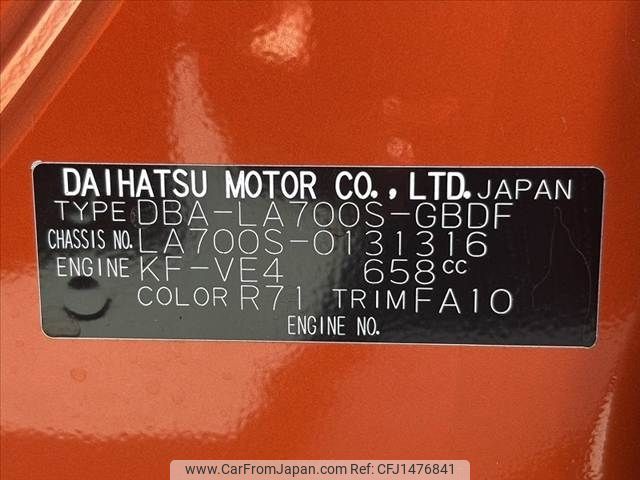 DAIHATSU MOTOR CO., LTD. JAPAN
TYPE DBA-LA700S-GBDF
CHASSIS NO. LA700S-0131316
ENGINE KF-VE4 658cc
COLOR R71 TRIM FA10
ENGINE NO.
www.CarFromJapan.com CFJ1476841